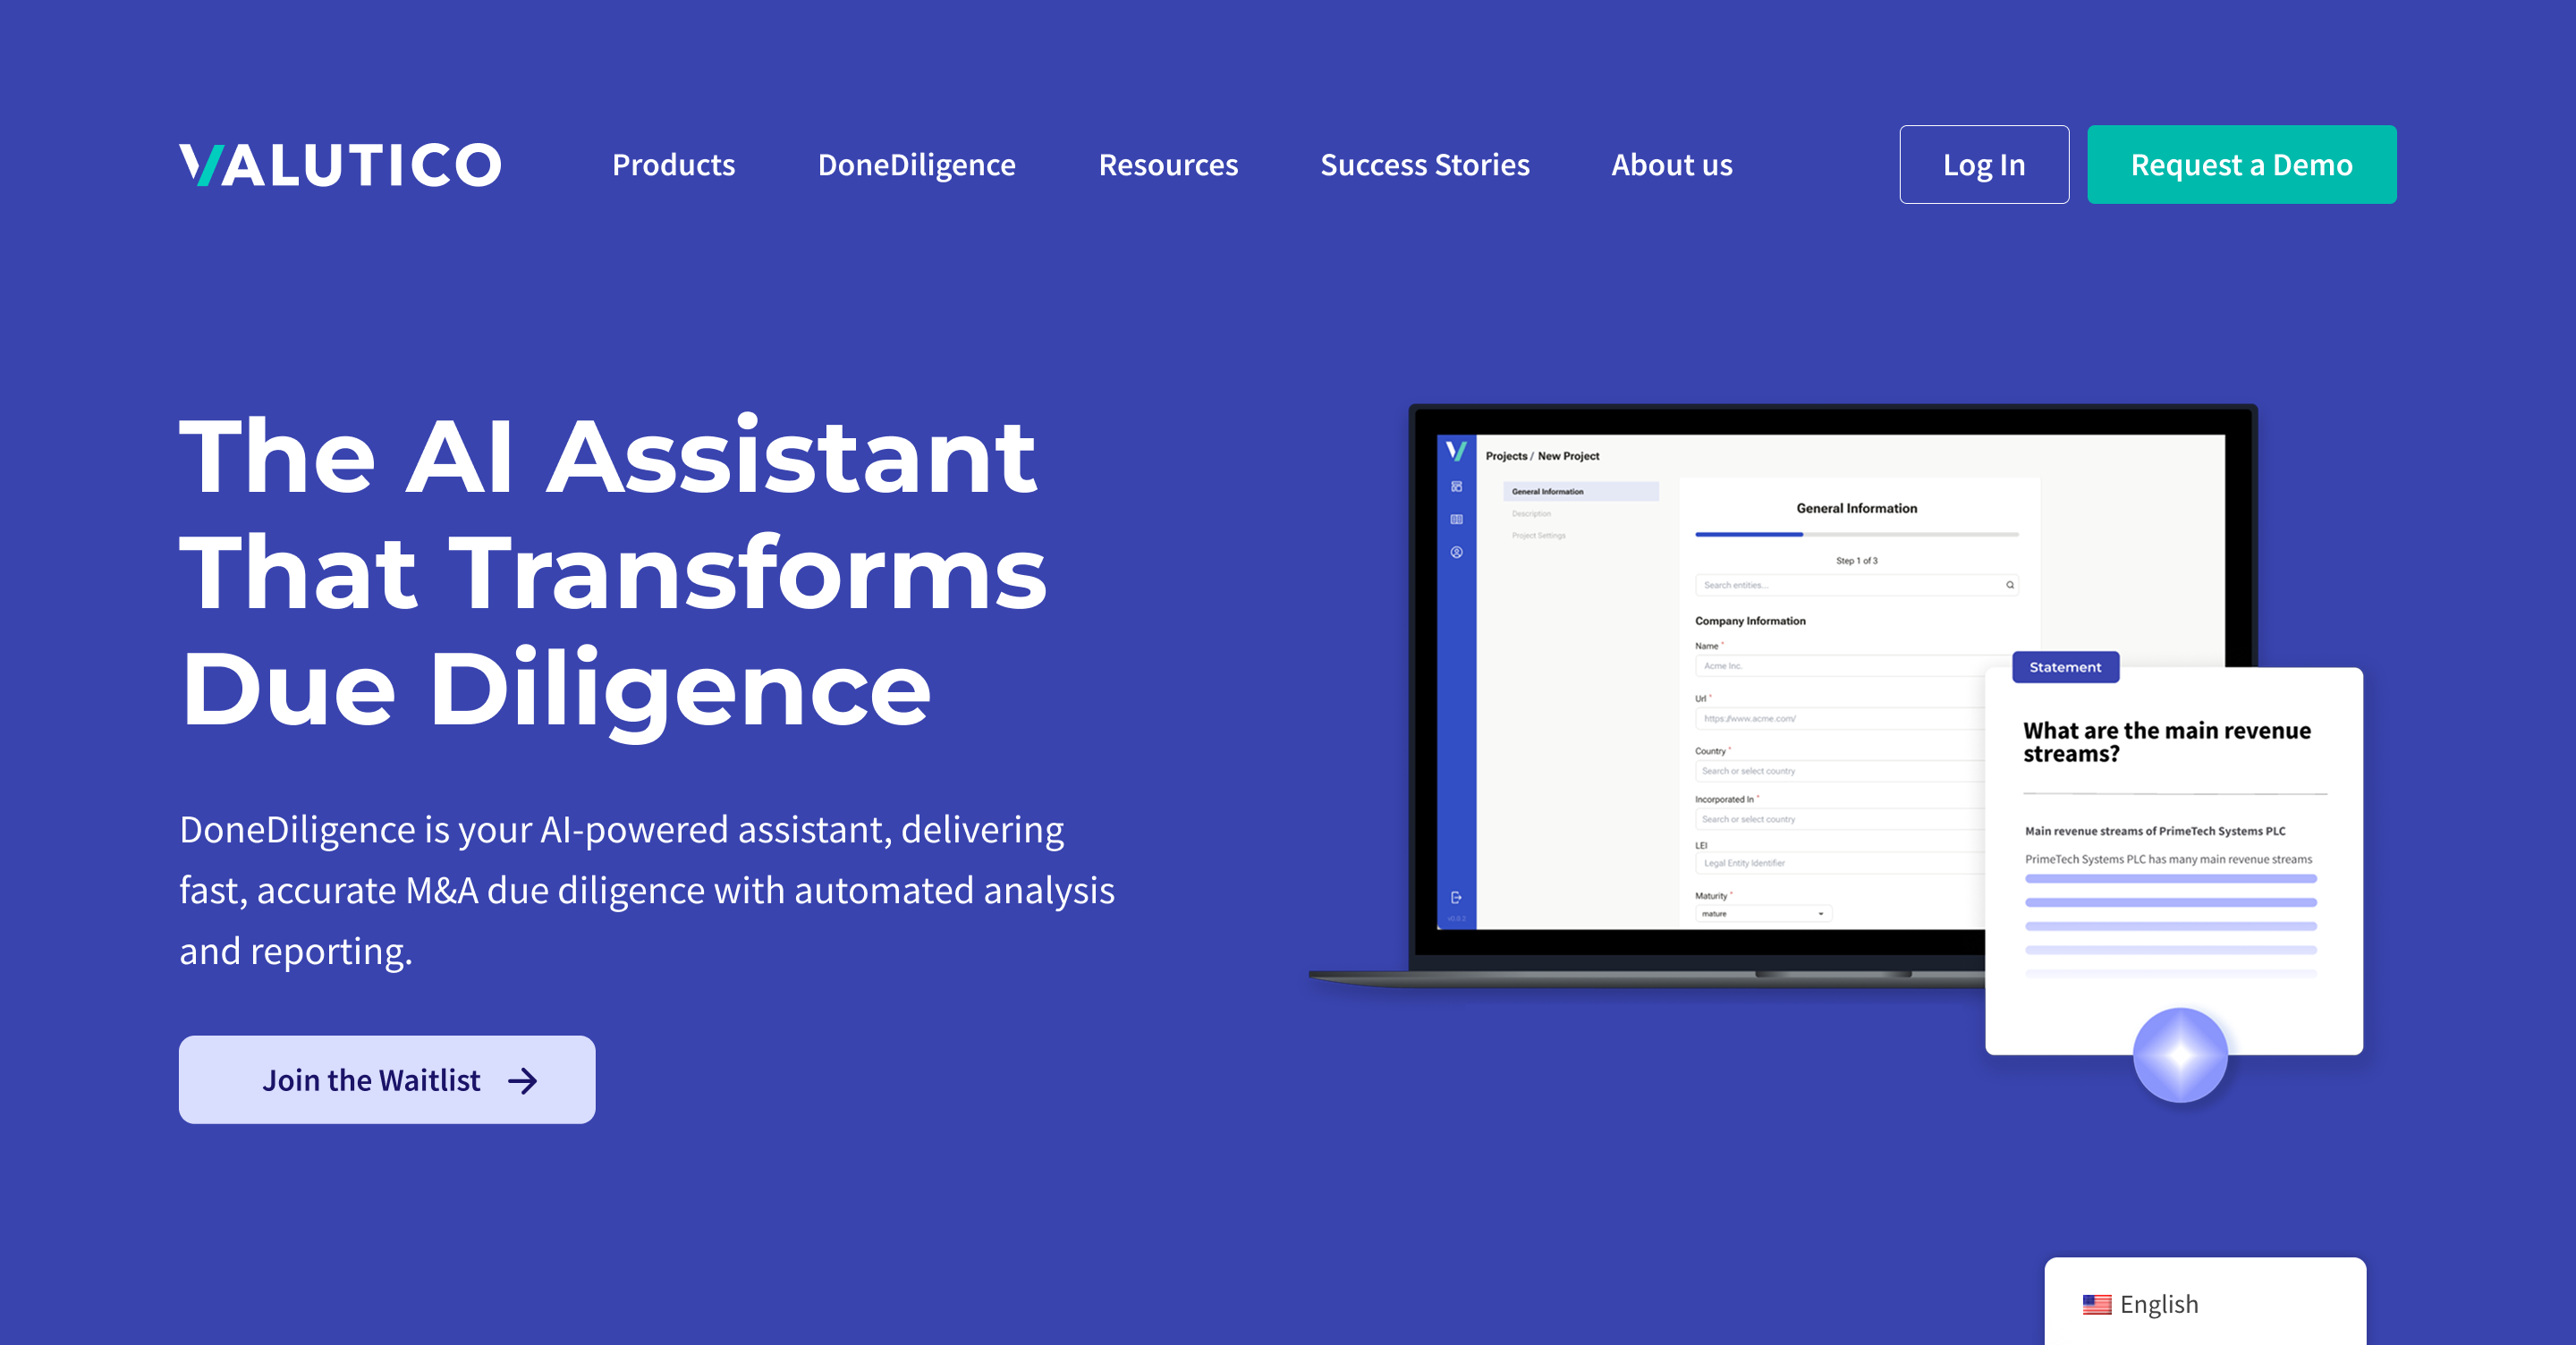 VALUTICO
Products
DoneDiligence
Resources
Success Stories
About us
Log In
Request a Demo
The AI Assistant
That Transforms
Due Diligence
DoneDiligence is your AI-powered assistant, delivering
fast, accurate M&A due diligence with automated analysis
and reporting.
Join the Waitlist
Projects / New Project
General Information
Description
Project Settings
General Information
Step 1 of 3
Search entities...
Company Information
Name *
Acme Inc.
Url *
https://www.acme.com/
Country *
Search or select country
Incorporated In *
Search or select country
LEI
Legal Entity Identifier
Maturity *
mature
Statement
What are the main revenue
streams?
Main revenue streams of PrimeTech Systems PLC
PrimeTech Systems PLC has many main revenue streams
English